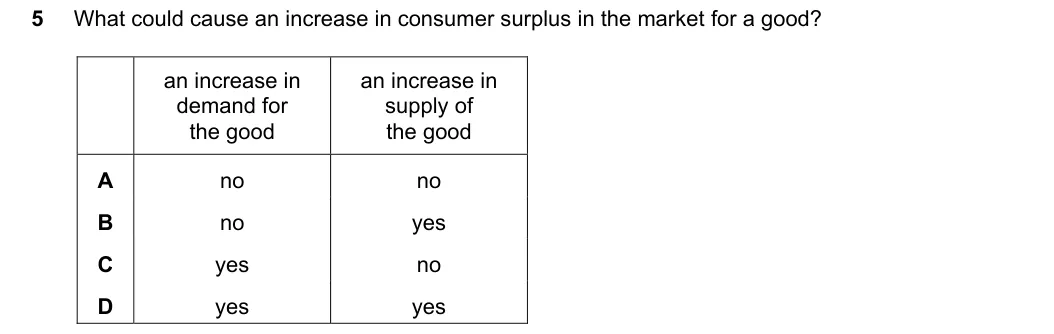 5 What could cause an increase in consumer surplus in the market for a good?
an increase in an increase in
demand for supply of
the good the good
A no no
B no yes
C yes no
D yes yes